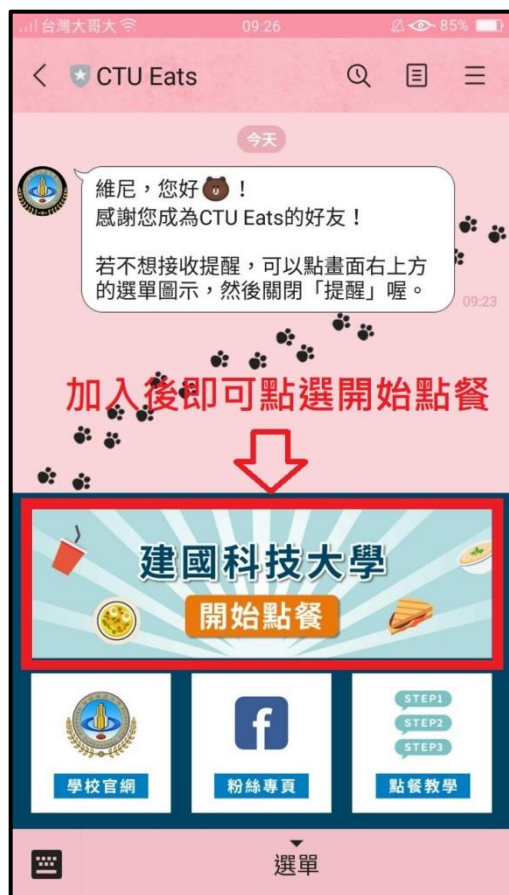 台灣大哥大
09:26
85%
CTU Eats
今天
維尼，您好！
感謝您成為CTU Eats的好友！
若不想接收提醒，可以點畫面右上方
的選單圖示，然後關閉「提醒」喔。
09:23
加入後即可點選開始點餐
建國科技大學
開始點餐
STEP1
STEP2
STEP3
學校官網
粉絲專頁
點餐教學
選單